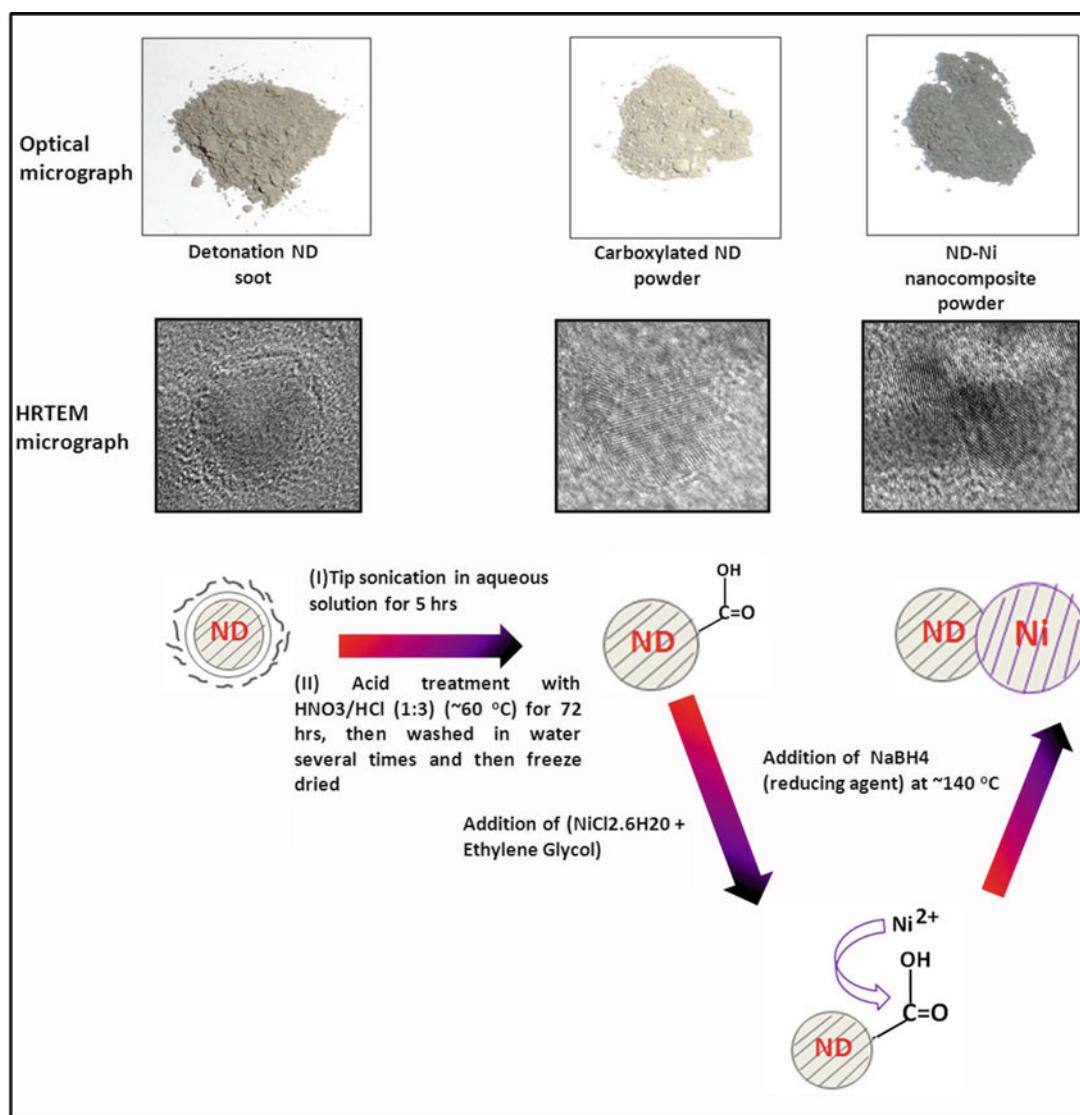 Optical
micrograph
Detonation ND
soot
Carboxylated ND
powder
ND-Ni
nanocomposite
powder
HRTEM
micrograph
ND
(I)Tip sonication in aqueous
solution for 5 hrs
(II) Acid treatment with
HNO3/HCl (1:3) (~60 °C) for 72
hrs, then washed in water
several times and then freeze
dried
OH
C=O
ND
ND
Ni
Addition of (NiCl2.6H20 +
Ethylene Glycol)
Addition of NaBH4
(reducing agent) at ~140 °C
Ni2+
OH
C=O
ND